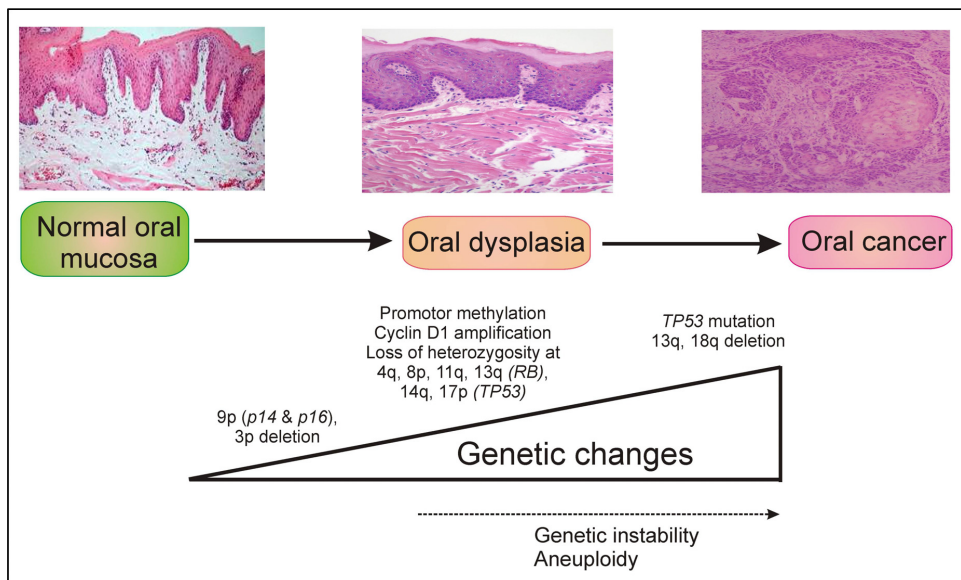 Normal oral
mucosa
Oral dysplasia
Oral cancer
Promotor methylation
Cyclin D1 amplification
Loss of heterozygosity at
4q, 8p, 11q, 13q (RB),
14q, 17p (TP53)
TP53 mutation
13q, 18q deletion
9p (p14 & p16),
3p deletion
Genetic changes
Genetic instability
Aneuploidy